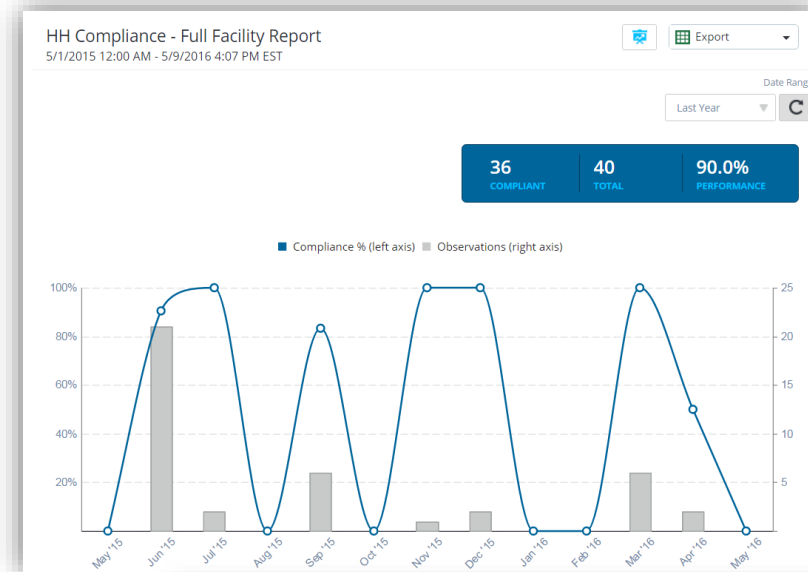 HH Compliance - Full Facility Report
Export
5/1/2015 12:00 AM - 5/9/2016 4:07 PM EST
Date Rang
Last Year
36 40 90.0%
COMPLIANT TOTAL PERFORMANCE
Compliance % (left axis) Observations (right axis)
100% 25
80% 20
60% 15
40% 10
20% 5
May '15 Jun '15 Jul '15 Aug '15 Sep '15 Oct '15 Nov '15 Dec '15 Jan '16 Feb '16 Mar '16 Apr '16 May '16